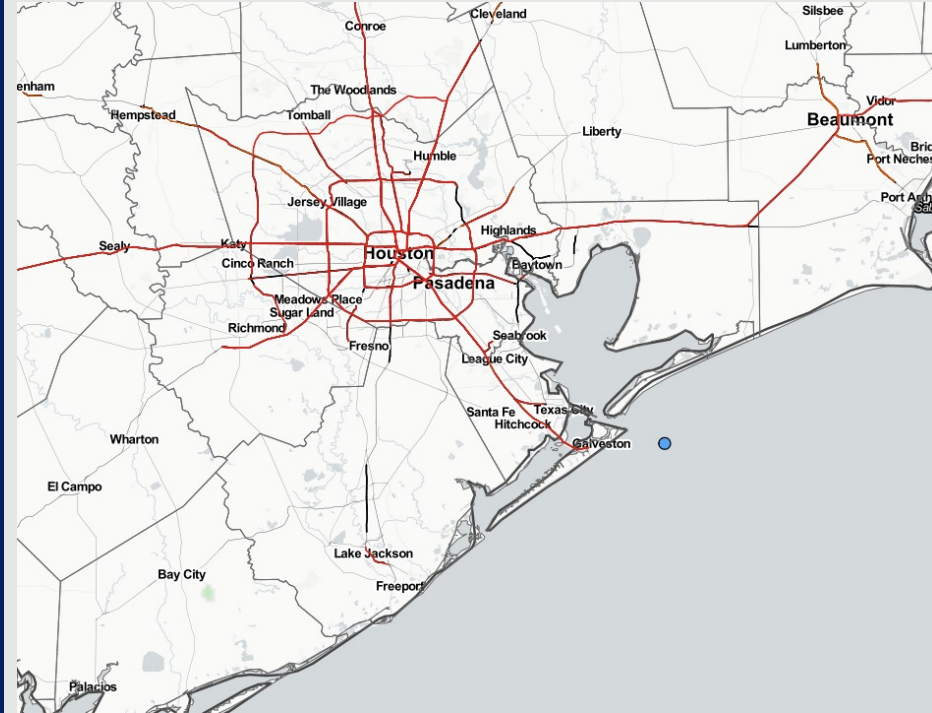 Cleveland
Silsbee
Conroe
Lumberton
enham
The Woodlands
Vidor
Hempstead
Tomball
Beaumont
Liberty
Bric
Humble
Port Neches
Port Arth
Jersey Village
Highlands
Sealy
Katy
Houston
Cinco Ranch
Baytown
Pasadena
Meadows Place
Sugar Land
Richmond
Seabrook
Fresno
League City
Santa Fe
Texas City
Hitchcock
Wharton
Galveston
El Campo
Lake Jackson
Bay City
Freeport
Palacios